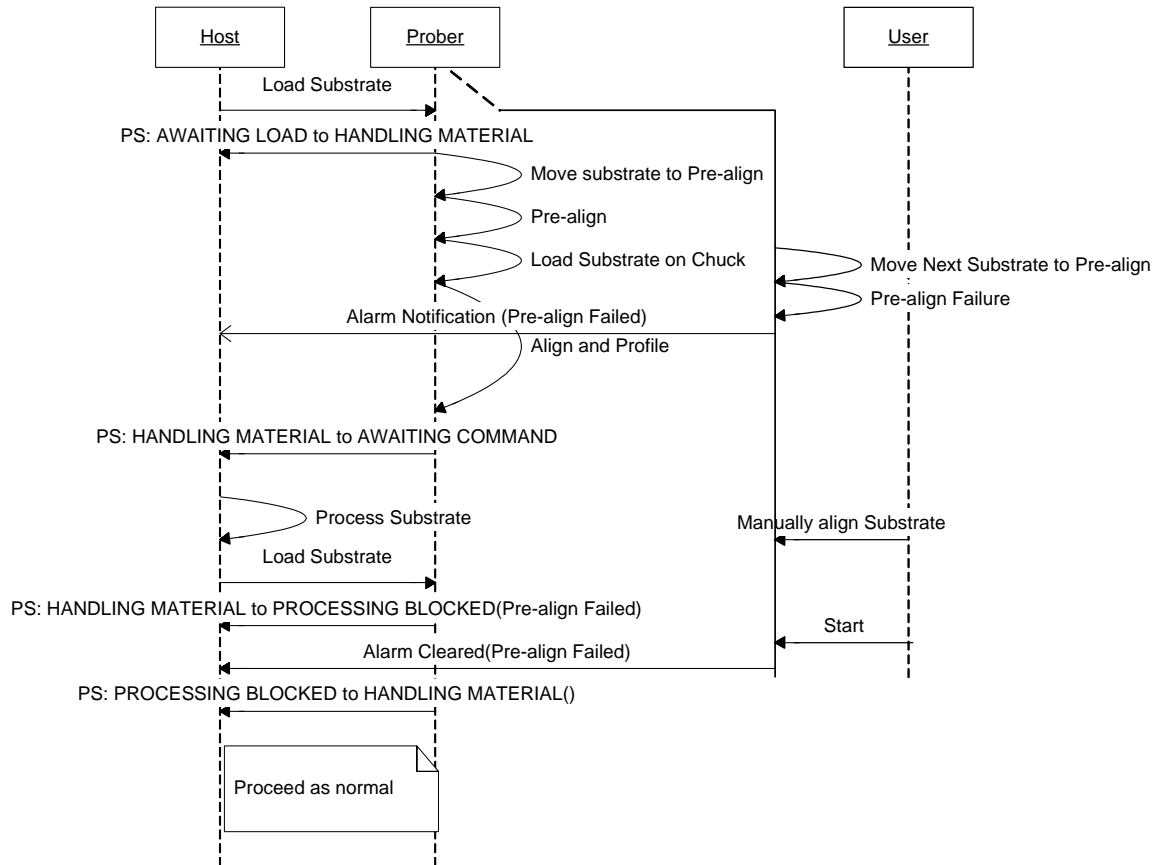 Host
Prober
User
Load Substrate
PS: AWAITING LOAD to HANDLING MATERIAL
Move substrate to Pre-align
Pre-align
Load Substrate on Chuck
Move Next Substrate to Pre-align
Pre-align Failure
Alarm Notification (Pre-align Failed)
Align and Profile
PS: HANDLING MATERIAL to AWAITING COMMAND
Process Substrate
Manually align Substrate
Load Substrate
PS: HANDLING MATERIAL to PROCESSING BLOCKED(Pre-align Failed)
Start
Alarm Cleared(Pre-align Failed)
PS: PROCESSING BLOCKED to HANDLING MATERIAL()
Proceed as normal